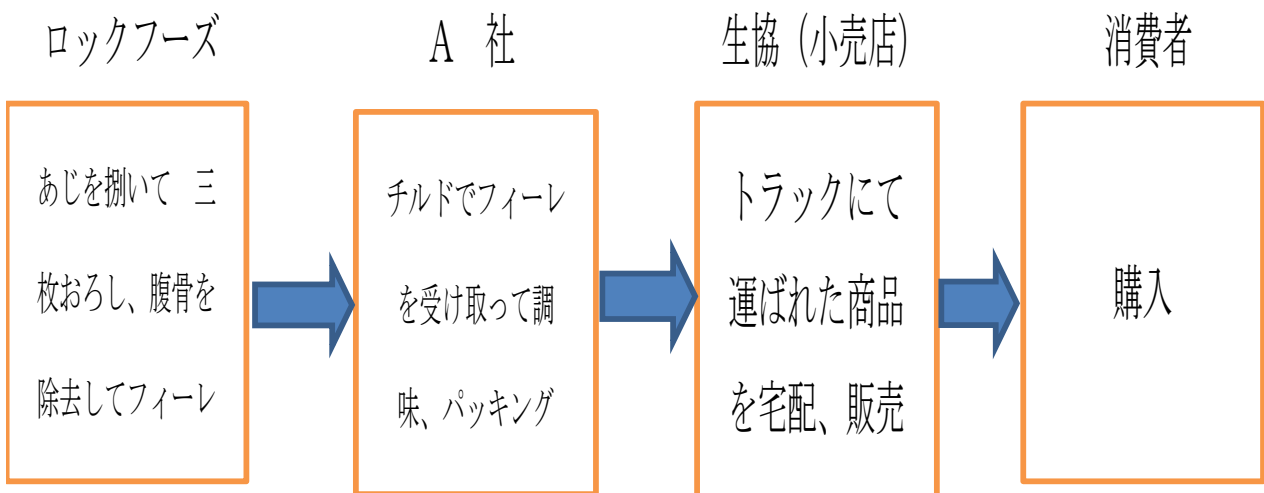 ロックフーズ
あじを捌いて 三
枚おろし、腹骨を
除去してフィーレ
A 社
チルドでフィーレ
を受け取って調
味、パッキング
生協（小売店）
トラックにて
運ばれた商品
を宅配、販売
消費者
購入